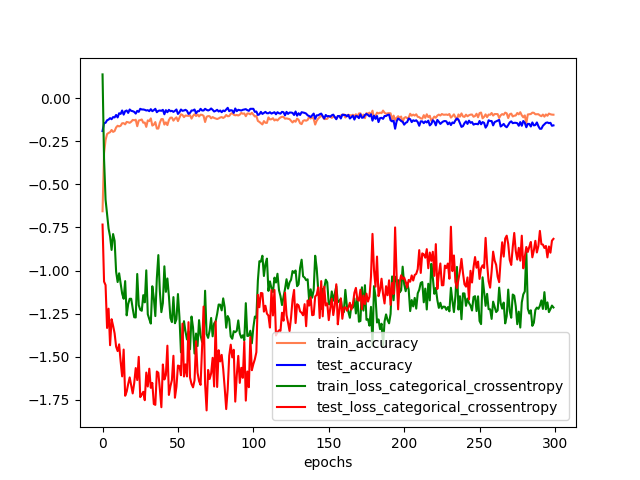 0.00
−0.25
−0.50
−0.75
−1.00
−1.25
−1.50
−1.75
train_accuracy
test_accuracy
train_loss_categorical_crossentropy
test_loss_categorical_crossentropy
0 50 100 150 200 250 300
epochs